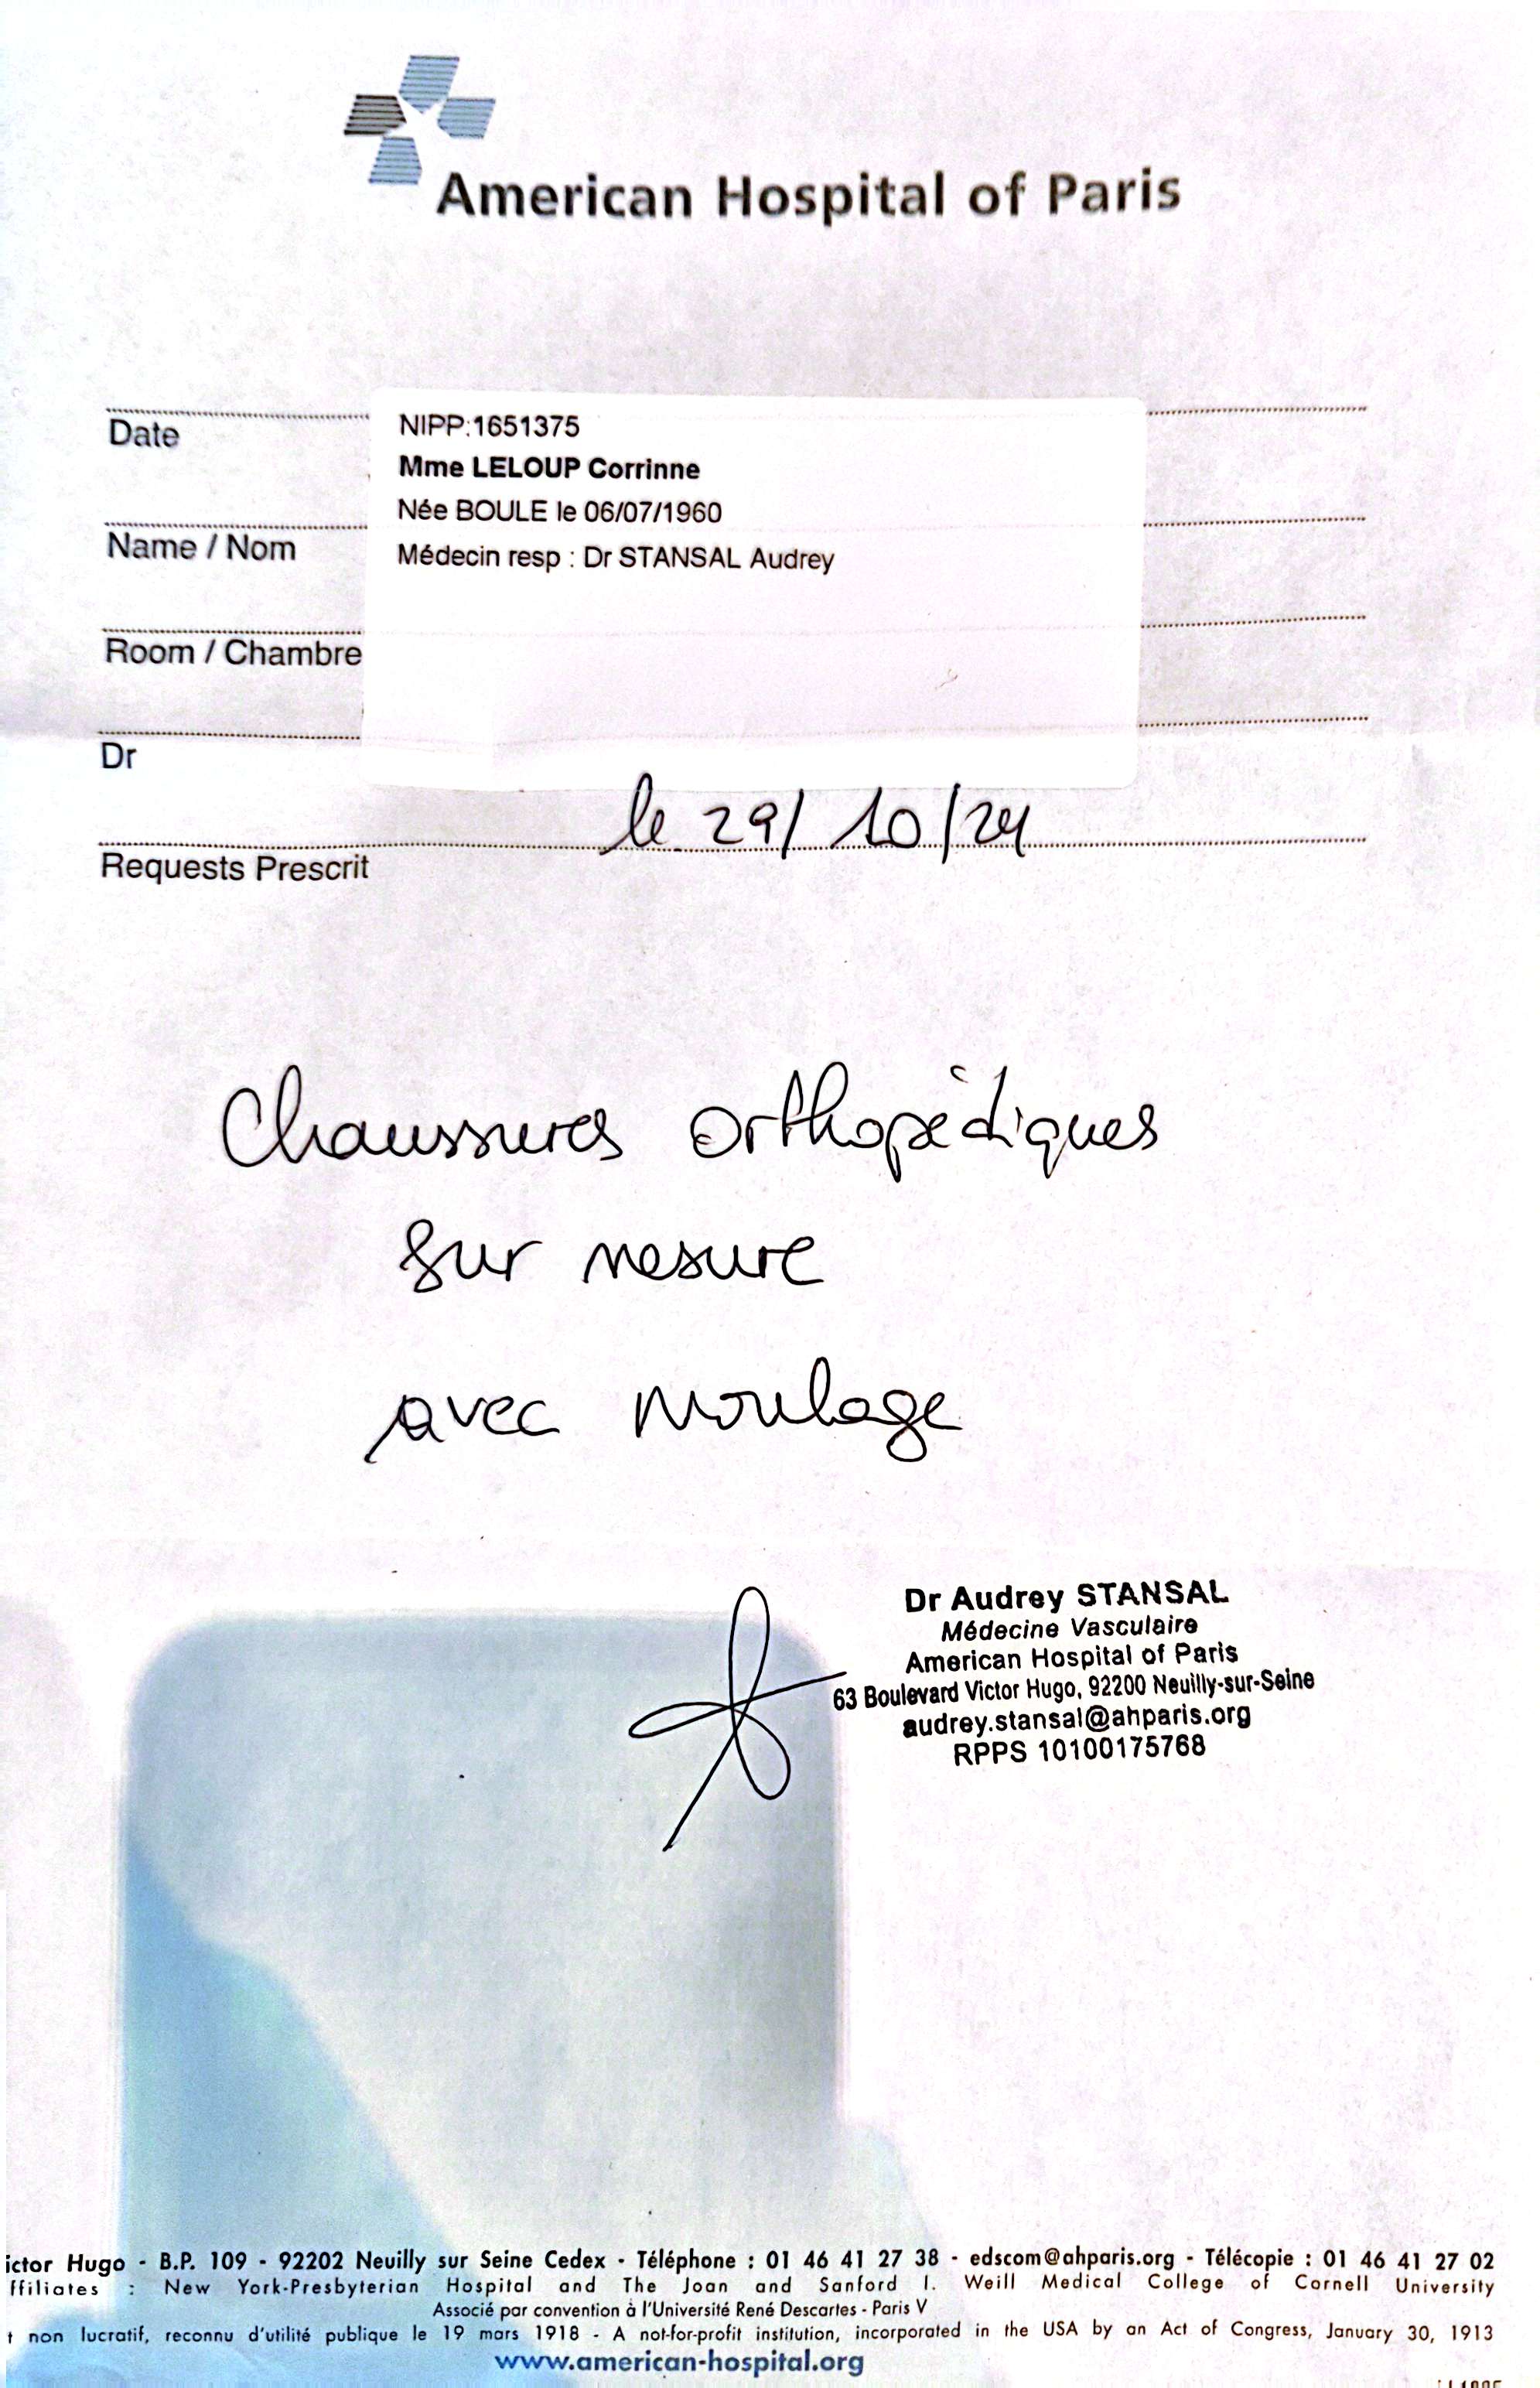 American Hospital of Paris
Date
NIPP:1651375
Mme LELOUP Corrinne
Née BOULE le 06/07/1960
Name / Nom
Médecin resp : Dr STANSAL Audrey
Room / Chambre
Dr
le 29/10/24
Requests Prescrit
Chaussures orthopédiques
sur mesure
avec moulage
Dr Audrey STANSAL
Médecine Vasculaire
American Hospital of Paris
63 Boulevard Victor Hugo, 92200 Neuilly-sur-Seine
audrey.stansal@ahparis.org
RPPS 10100175768
ictor Hugo - B.P. 109 - 92202 Neuilly sur Seine Cedex - Téléphone : 01 46 41 27 38 - edscom@ahparis.org - Télécopie : 01 46 41 27 02
ffiliates : New York-Presbyterian Hospital and The Joan and Sanford I. Weill Medical College of Cornell University
Associé par convention à l'Université René Descartes - Paris V
t non lucratif, reconnu d'utilité publique le 19 mars 1918 - A not-for-profit institution, incorporated in the USA by an Act of Congress, January 30, 1913
www.american-hospital.org